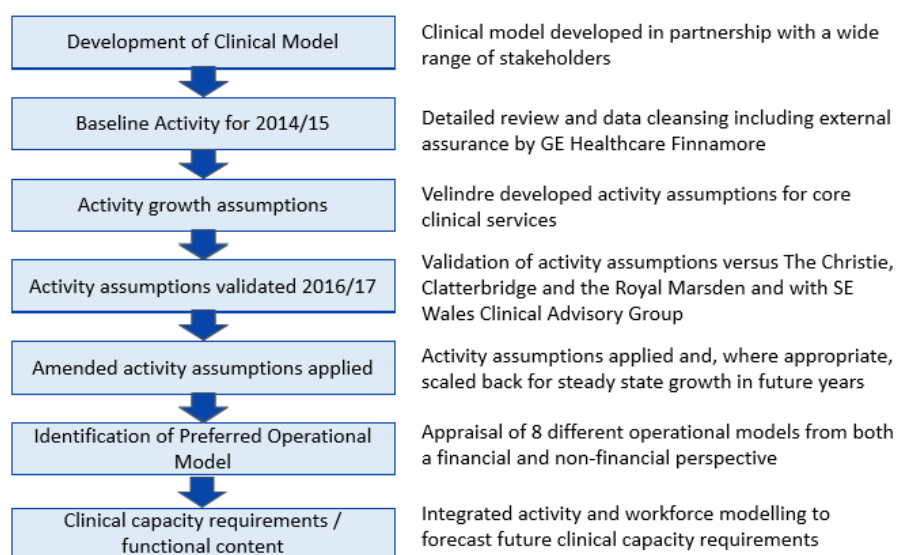 Development of Clinical Model
Clinical model developed in partnership with a wide
range of stakeholders
Baseline Activity for 2014/15
Detailed review and data cleansing including external
assurance by GE Healthcare Finnamore
Activity growth assumptions
Velindre developed activity assumptions for core
clinical services
Activity assumptions validated 2016/17
Validation of activity assumptions versus The Christie,
Clatterbridge and the Royal Marsden and with SE
Wales Clinical Advisory Group
Amended activity assumptions applied
Activity assumptions applied and, where appropriate,
scaled back for steady state growth in future years
Identification of Preferred Operational
Model
Appraisal of 8 different operational models from both
a financial and non-financial perspective
Clinical capacity requirements /
functional content
Integrated activity and workforce modelling to
forecast future clinical capacity requirements